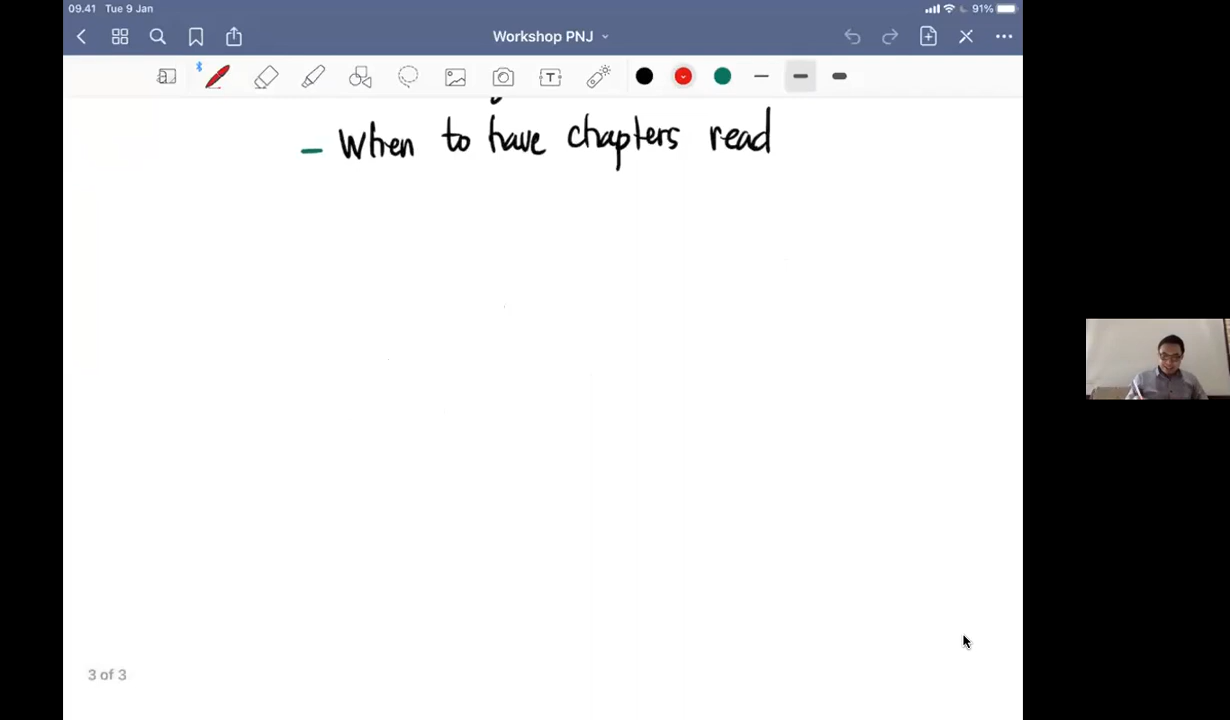 09.41 Tue 9 Jan
91%
Workshop PNJ
- When to have chapters read
3 of 3